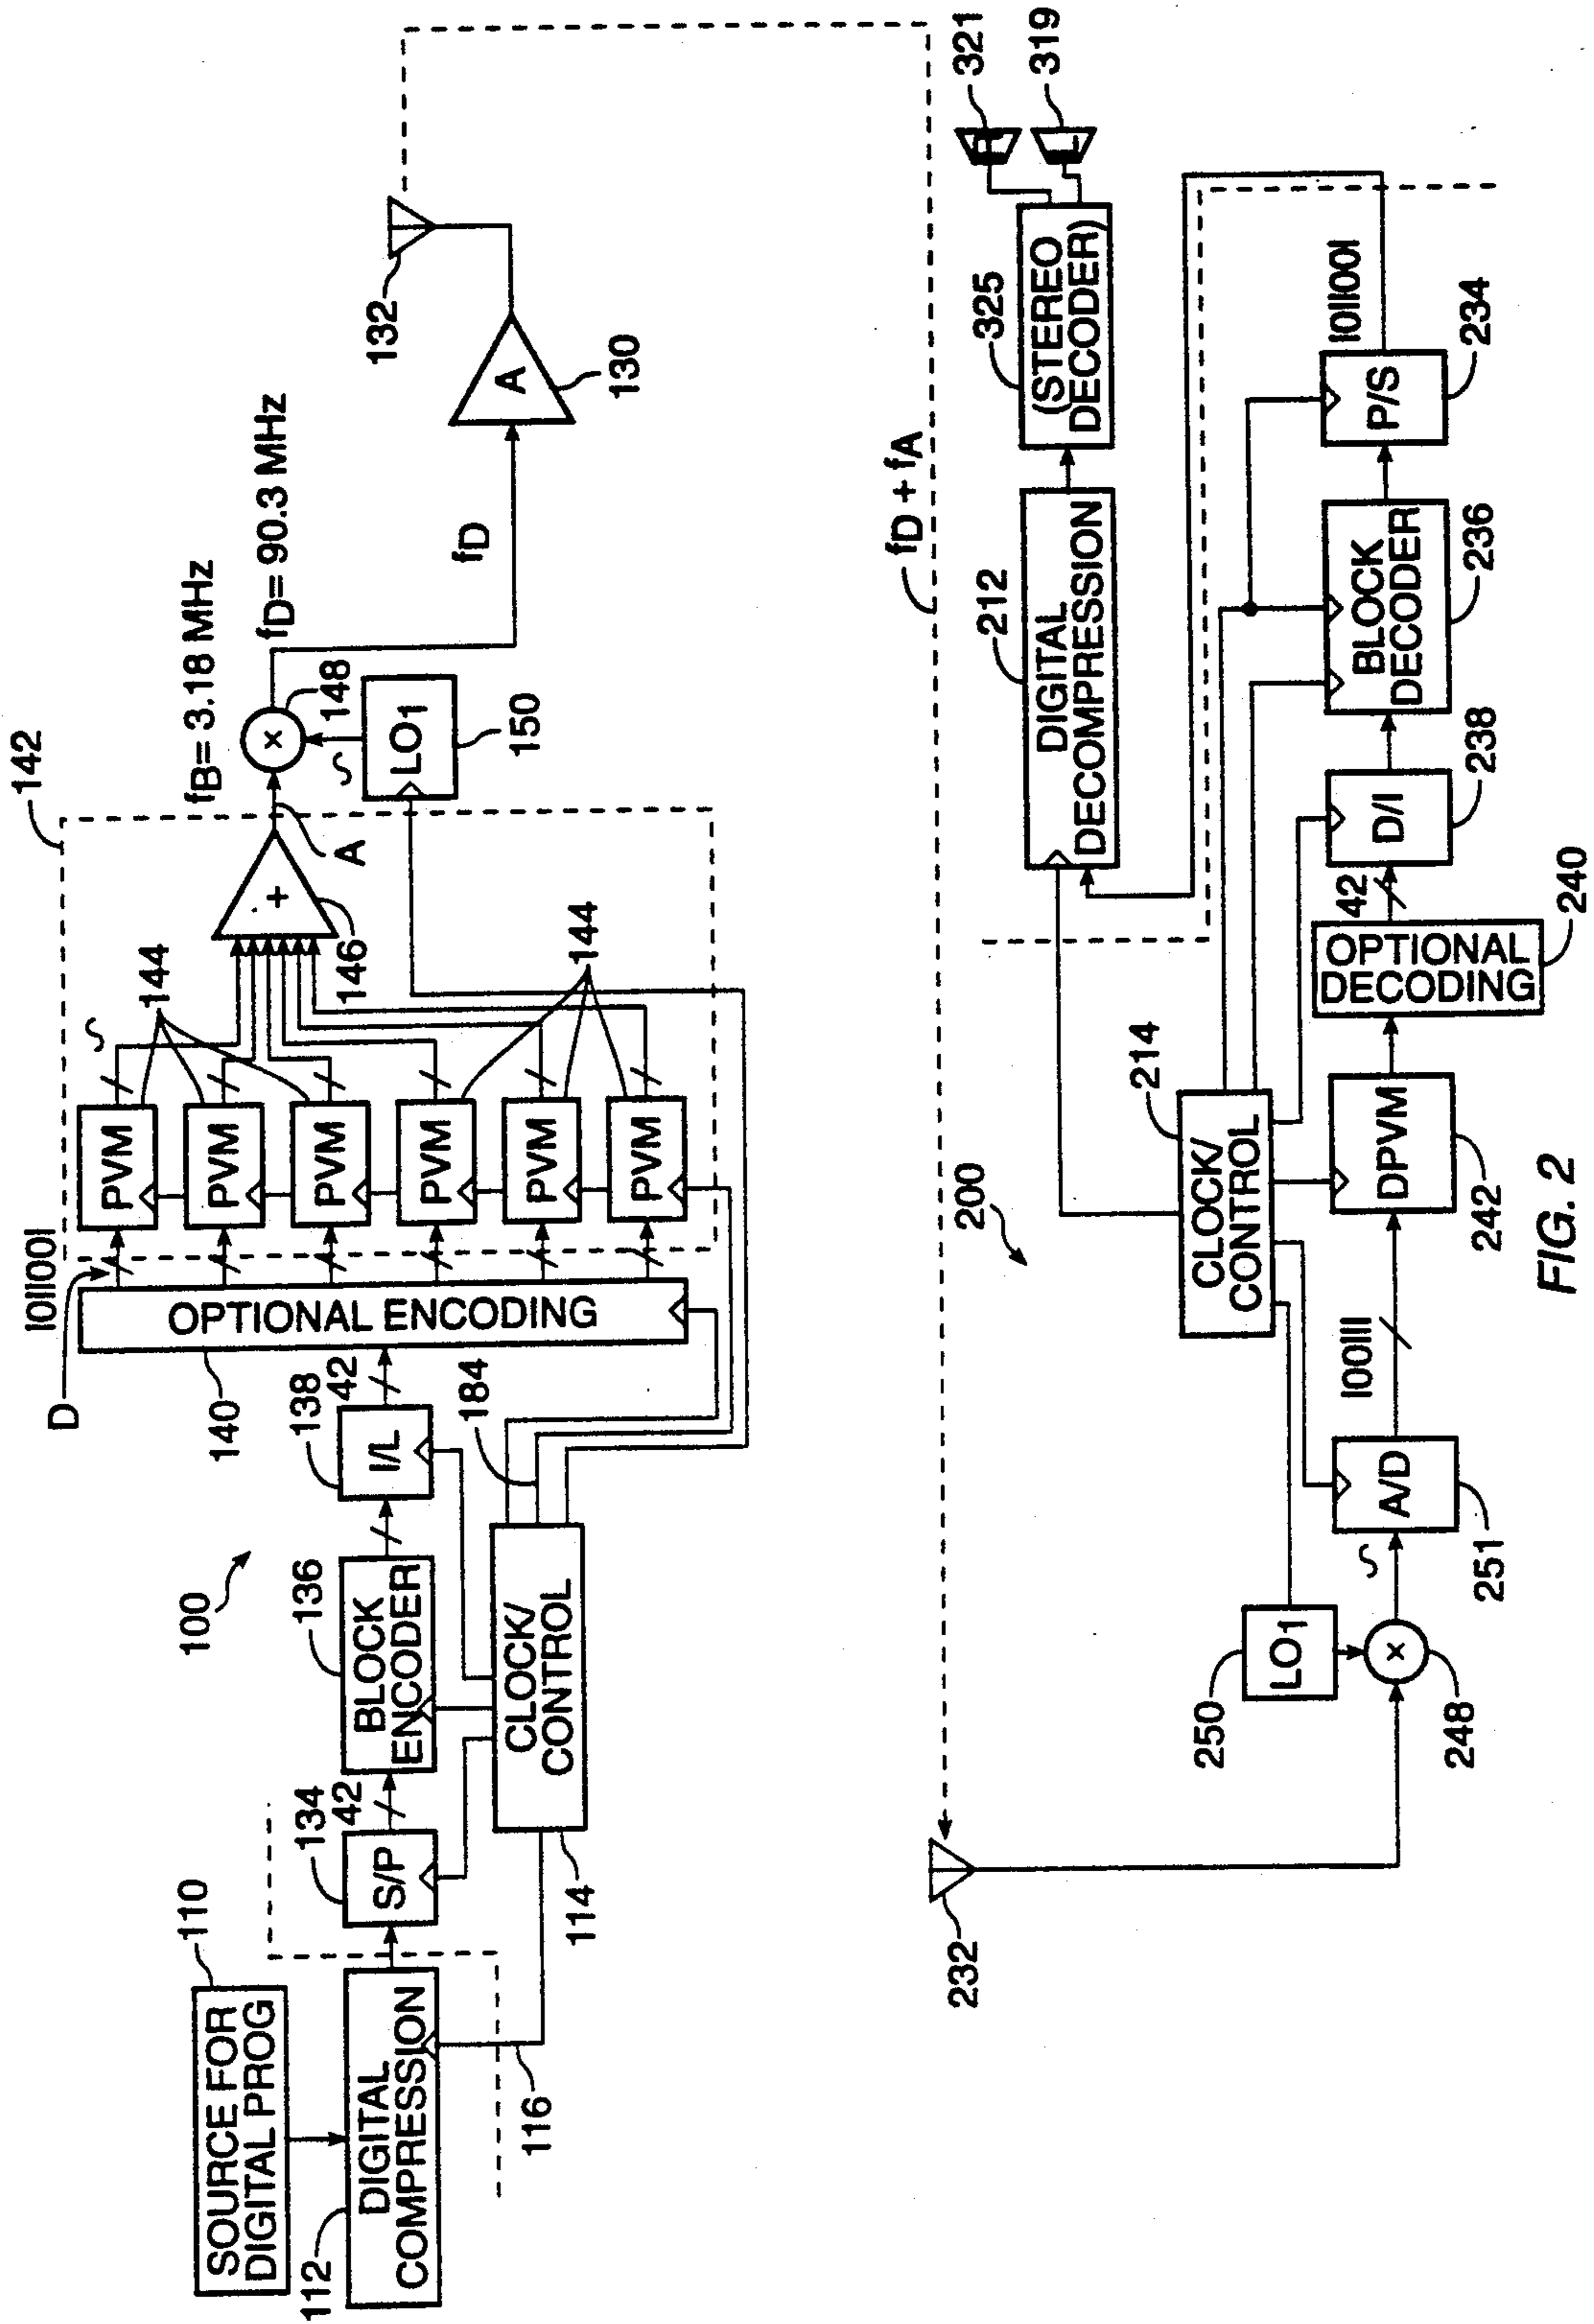 100
110
SOURCE FOR
DIGITAL PROG
112
DIGITAL
COMPRESSION
116
134
S/P
42
136
BLOCK
ENCODER
138
I/L
42
114
CLOCK/
CONTROL
184
140
OPTIONAL ENCODING
D
1011001
142
PVM
PVM
PVM
PVM
PVM
PVM
144
144
S
+
146
A
fB= 3.18 MHz
fD= 90.3 MHz
×
148
S
LO1
150
fD
A
130
132
fD + fA
200
232
×
248
250
LO1
S
A/D
251
100111
DPVM
242
214
CLOCK/
CONTROL
OPTIONAL
DECODING
240
42
D/I
238
BLOCK
DECODER
236
P/S
234
1011001
212
DIGITAL
DECOMPRESSION
325
(STEREO
DECODER)
321
319
L
FIG. 2